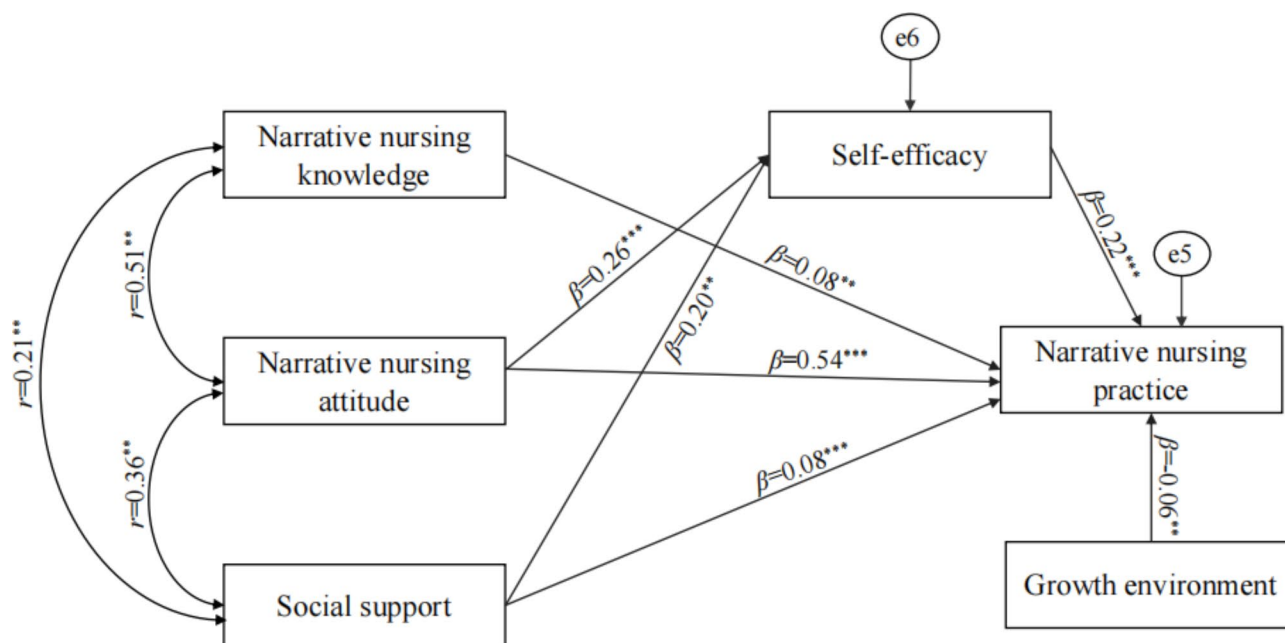 e6
Narrative nursing
knowledge
Self-efficacy
r=0.21**
r=0.51**
β=0.26***
β=0.20**
β=0.08**
β=0.22***
e5
Narrative nursing
attitude
β=0.54***
Narrative nursing
practice
r=0.36**
β=0.08***
β=-0.06**
Social support
Growth environment